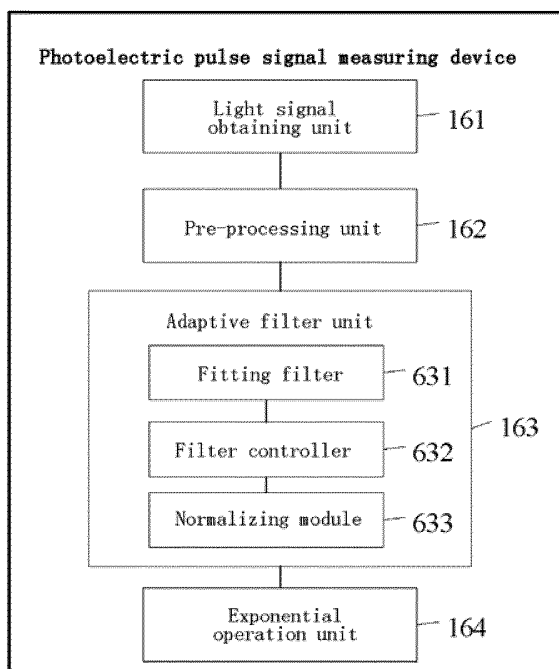 Photoelectric pulse signal measuring device
Light signal
obtaining unit
161
Pre-processing unit
162
Adaptive filter unit
Fitting filter
631
Filter controller
632
163
Normalizing module
633
Exponential
operation unit
164